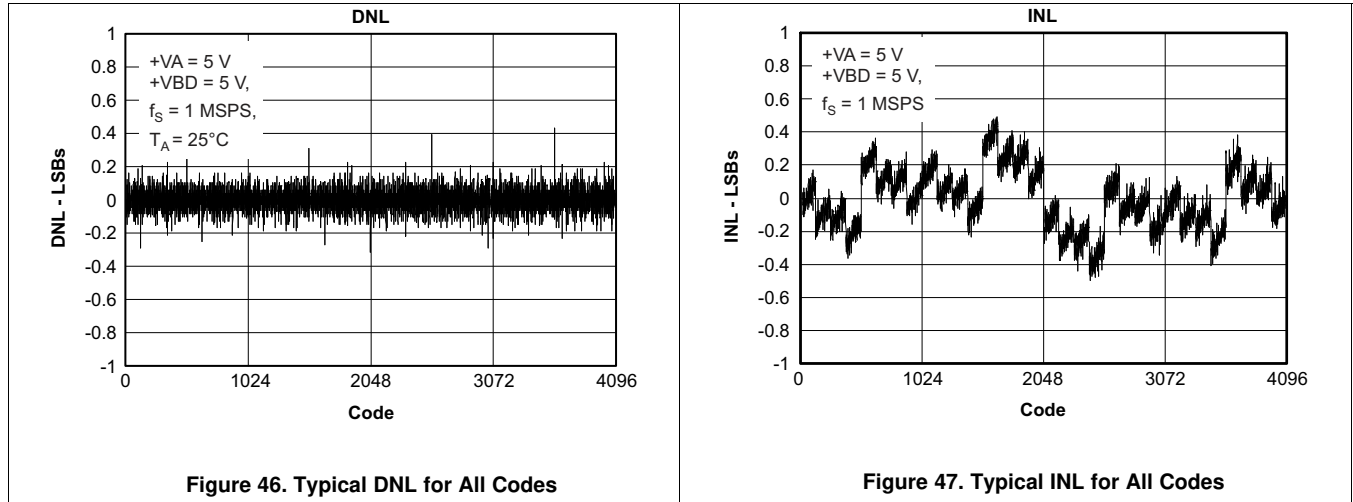 DNL
1
0.8
0.6
0.4
0.2
0
-0.2
-0.4
-0.6
-0.8
-1
DNL - LSBs
+VA = 5 V
+VBD = 5 V,
fS = 1 MSPS,
TA = 25°C
0 1024 2048 3072 4096
Code
Figure 46. Typical DNL for All Codes
INL
1
0.8
0.6
0.4
0.2
0
-0.2
-0.4
-0.6
-0.8
-1
INL - LSBs
+VA = 5 V
+VBD = 5 V,
fS = 1 MSPS
0 1024 2048 3072 4096
Code
Figure 47. Typical INL for All Codes